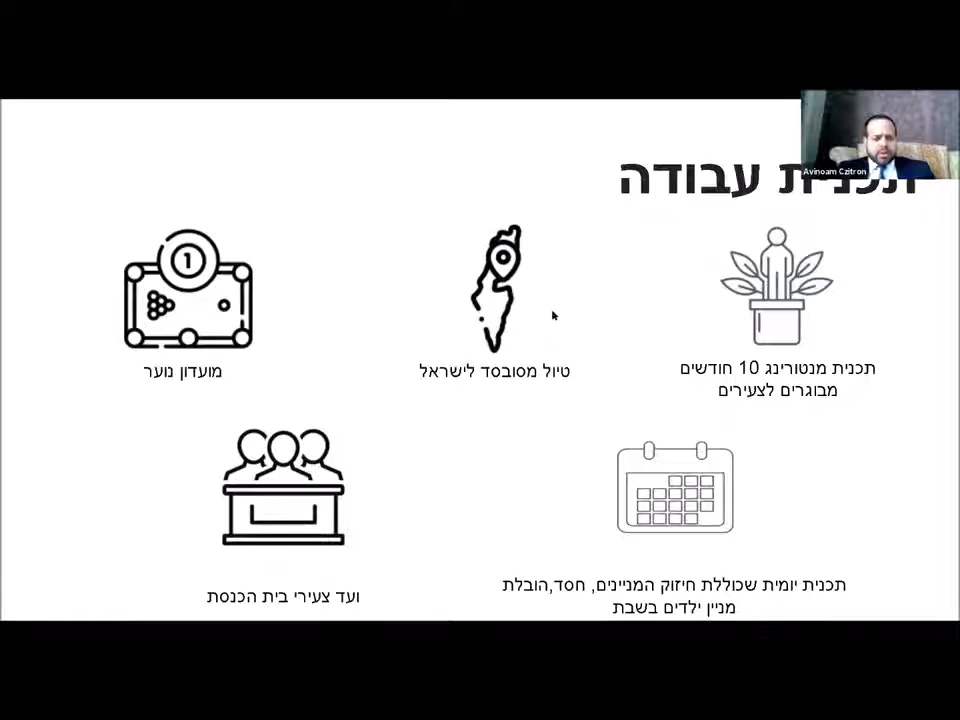 Avinoam Czitron
תכנית עבודה
תכנית מנטורינג 10 חודשים
מבוגרים לצעירים
טיול מסובסד לישראל
1
מועדון נוער
תכנית יומית שכוללת חיזוק המניינים, חסד,הובלת
מניין ילדים בשבת
ועד צעירי בית הכנסת